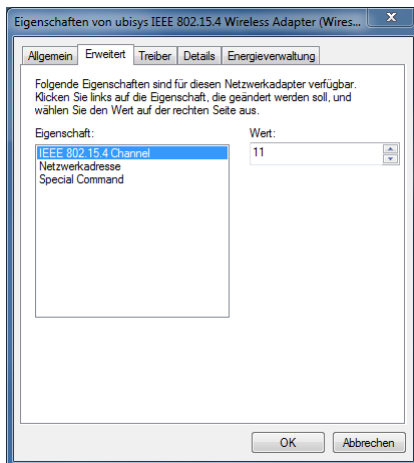 Eigenschaften von ubisys IEEE 802.15.4 Wireless Adapter (Wires...
Allgemein Erweitert Treiber Details Energieverwaltung
Folgende Eigenschaften sind für diesen Netzwerkadapter verfügbar.
Klicken Sie links auf die Eigenschaft, die geändert werden soll, und
wählen Sie den Wert auf der rechten Seite aus.
Eigenschaft: Wert:
IEEE 802.15.4 Channel 11
Netzwerkadresse
Special Command
OK Abbrechen